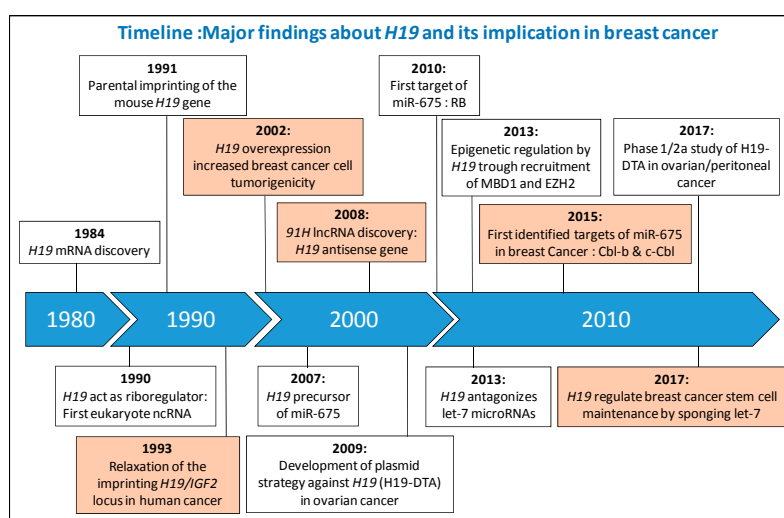 Timeline :Major findings about H19 and its implication in breast cancer
1991
Parental imprinting of the
mouse H19 gene
2010:
First target of
miR-675 : RB
2002:
H19 overexpression
increased breast cancer cell
tumorigenicity
2013:
Epigenetic regulation by
H19 trough recruitment
of MBD1 and EZH2
2017:
Phase 1/2a study of H19-
DTA in ovarian/peritoneal
cancer
1984
H19 mRNA discovery
2008:
91H lncRNA discovery:
H19 antisense gene
2015:
First identified targets of miR-675
in breast Cancer : Cbl-b & c-Cbl
1980
1990
2000
2010
1990
H19 act as riboregulator:
First eukaryote ncRNA
2007:
H19 precursor
of miR-675
2013:
H19 antagonizes
let-7 microRNAs
2017:
H19 regulate breast cancer stem cell
maintenance by sponging let-7
1993
Relaxation of the
imprinting H19/IGF2
locus in human cancer
2009:
Development of plasmid
strategy against H19 (H19-DTA)
in ovarian cancer